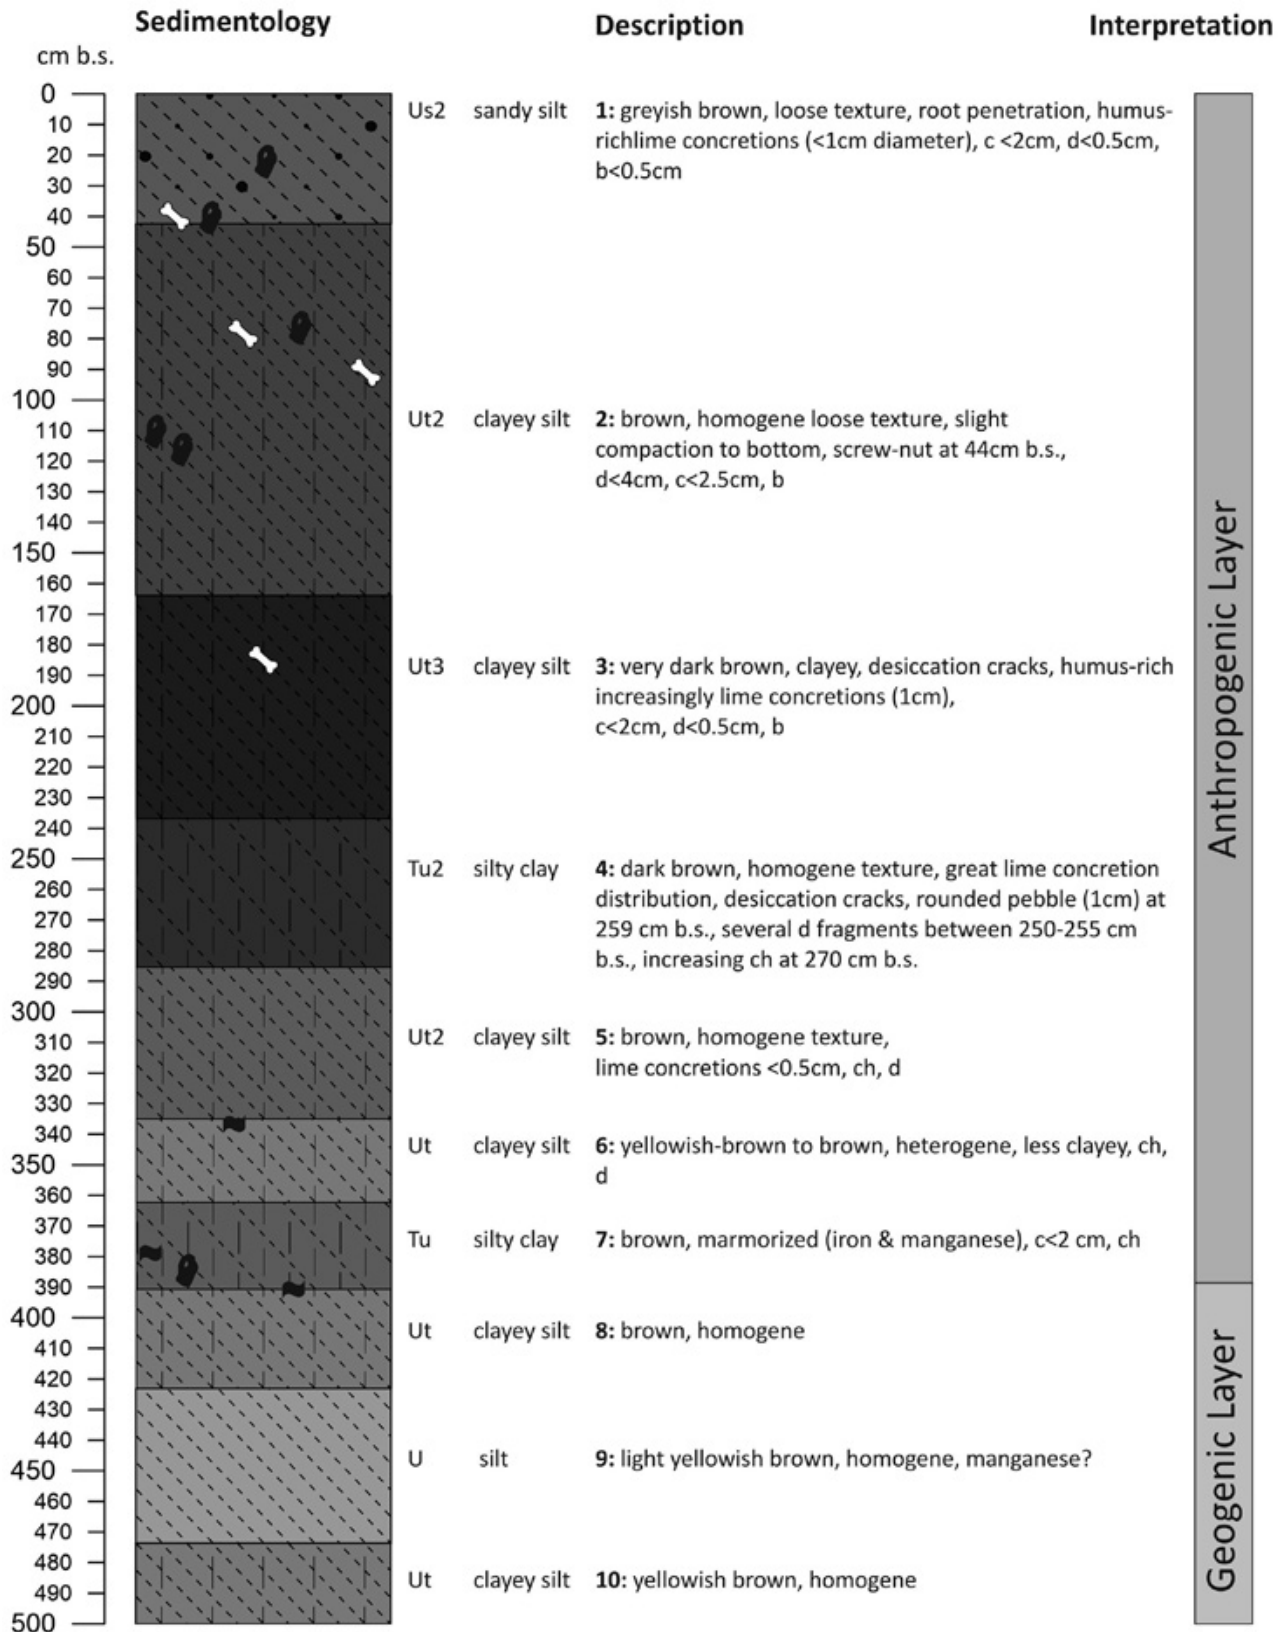 Sedimentology Description Interpretation
cm b.s.
0
10
20
30
40
50
60
70
80
90
100
110
120
130
140
150
160
170
180
190
200
210
220
230
240
250
260
270
280
290
300
310
320
330
340
350
360
370
380
390
400
410
420
430
440
450
460
470
480
490
500
Us2 sandy silt 1: greyish brown, loose texture, root penetration, humus-
richlime concretions (<1cm diameter), c <2cm, d<0.5cm,
b<0.5cm
Ut2 clayey silt 2: brown, homogene loose texture, slight
compaction to bottom, screw-nut at 44cm b.s.,
d<4cm, c<2.5cm, b
Ut3 clayey silt 3: very dark brown, clayey, desiccation cracks, humus-rich
increasingly lime concretions (1cm),
c<2cm, d<0.5cm, b
Tu2 silty clay 4: dark brown, homogene texture, great lime concretion
distribution, desiccation cracks, rounded pebble (1cm) at
259 cm b.s., several d fragments between 250-255 cm
b.s., increasing ch at 270 cm b.s.
Ut2 clayey silt 5: brown, homogene texture,
lime concretions <0.5cm, ch, d
Ut clayey silt 6: yellowish-brown to brown, heterogene, less clayey, ch,
d
Tu silty clay 7: brown, marmorized (iron & manganese), c<2 cm, ch
Ut clayey silt 8: brown, homogene
U silt 9: light yellowish brown, homogene, manganese?
Ut clayey silt 10: yellowish brown, homogene
Anthropogenic Layer
Geogenic Layer